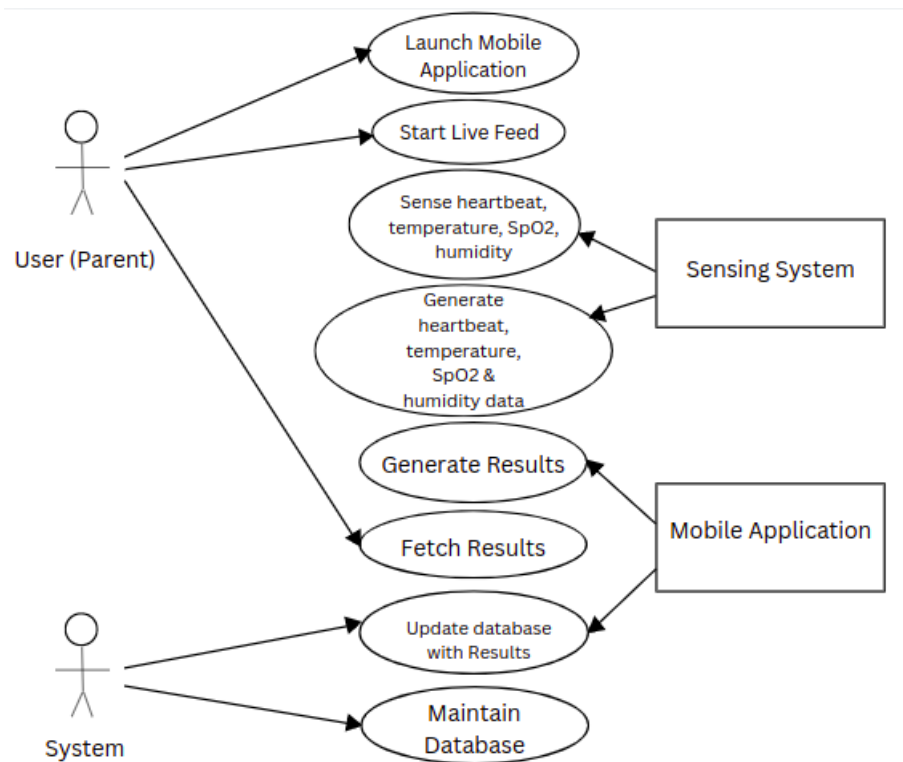 Launch Mobile
Application
Start Live Feed
User (Parent)
Sense heartbeat,
temperature, SpO2,
humidity
Sensing System
Generate
heartbeat,
temperature,
SpO2 &
humidity data
Generate Results
Mobile Application
Fetch Results
Update database
with Results
System
Maintain
Database